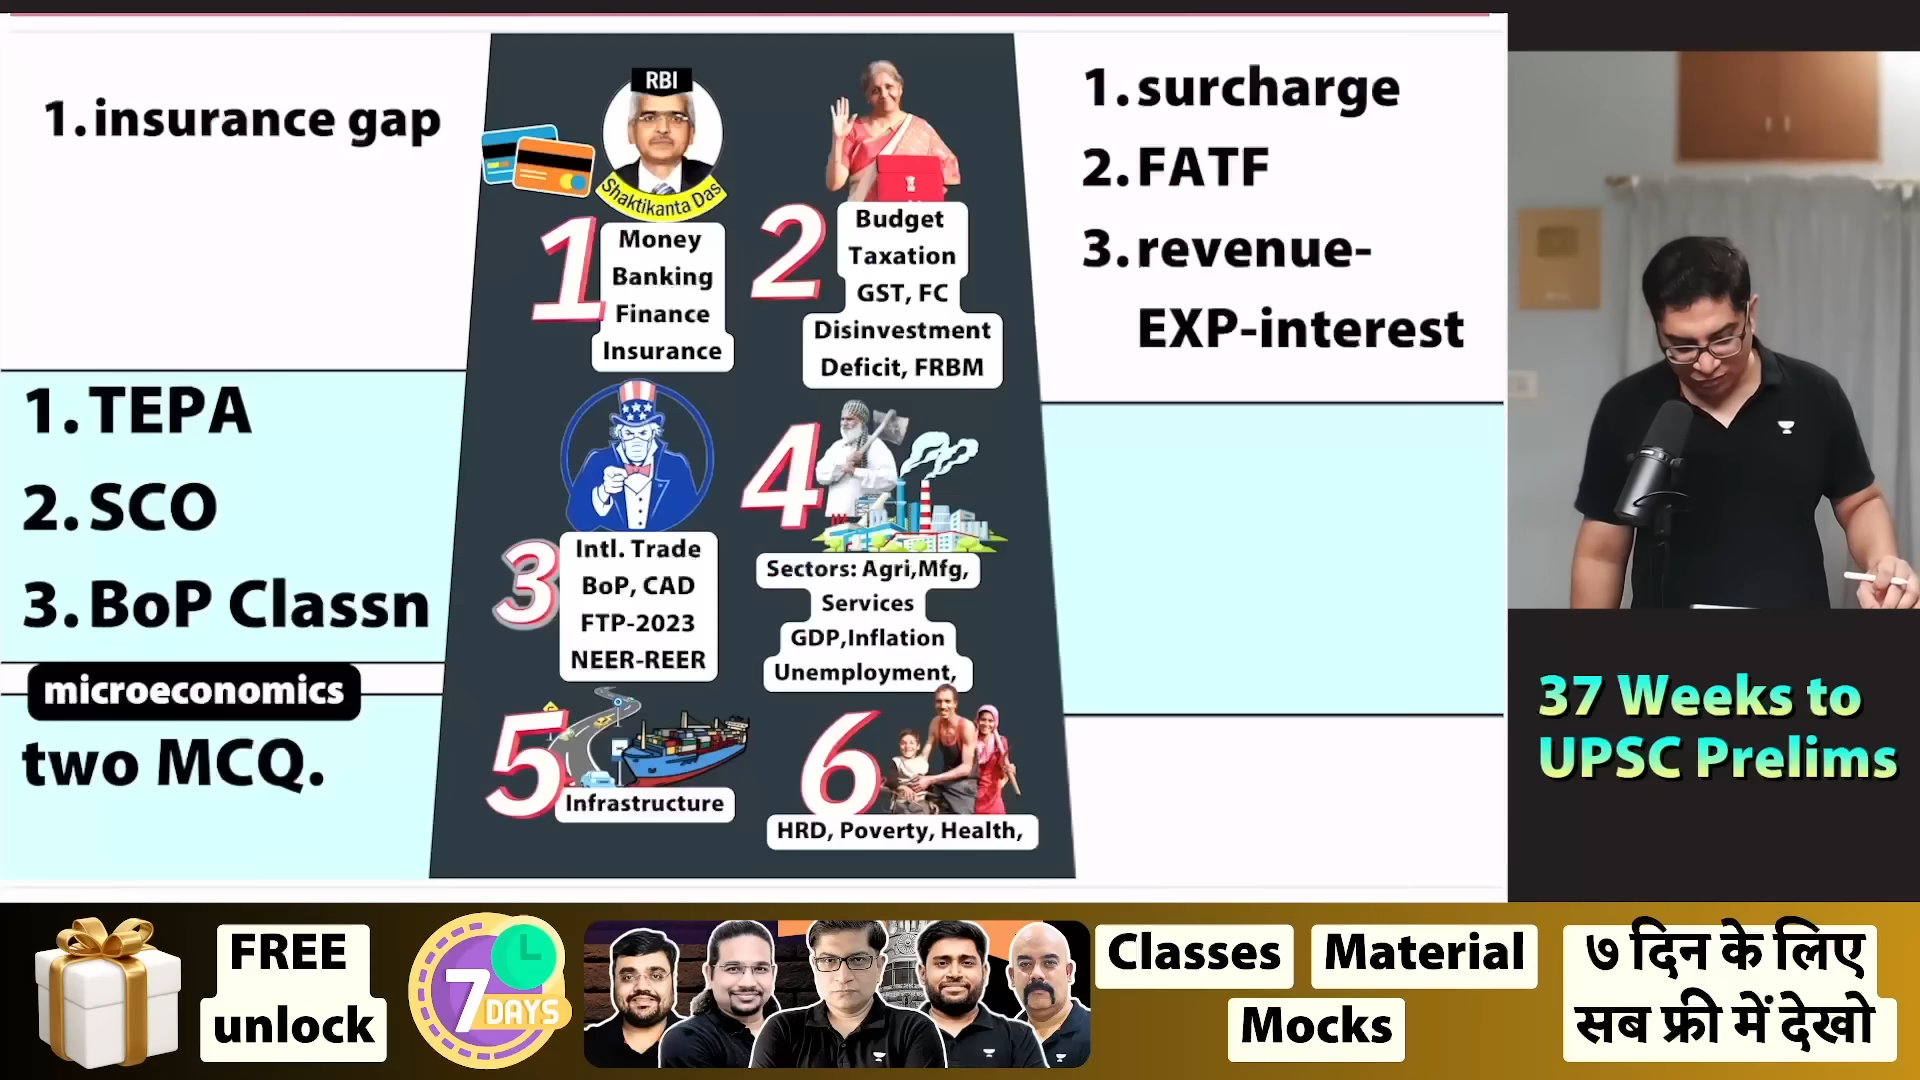 1. insurance gap
1. TEPA
2. SCO
3. BoP Classn
microeconomics
two MCQ.
RBI
Shaktikanta Das
1
Money
Banking
Finance
Insurance
2
Budget
Taxation
GST, FC
Disinvestment
Deficit, FRBM
3
Intl. Trade
BoP, CAD
FTP-2023
NEER-REER
4
Sectors: Agri,Mfg,
Services
GDP,Inflation
Unemployment,
5
Infrastructure
6
HRD, Poverty, Health,
1. surcharge
2. FATF
3. revenue-
EXP-interest
37 Weeks to
UPSC Prelims
FREE
unlock
7 DAYS
Classes Material
Mocks
७ दिन के लिए
सब फ्री में देखो